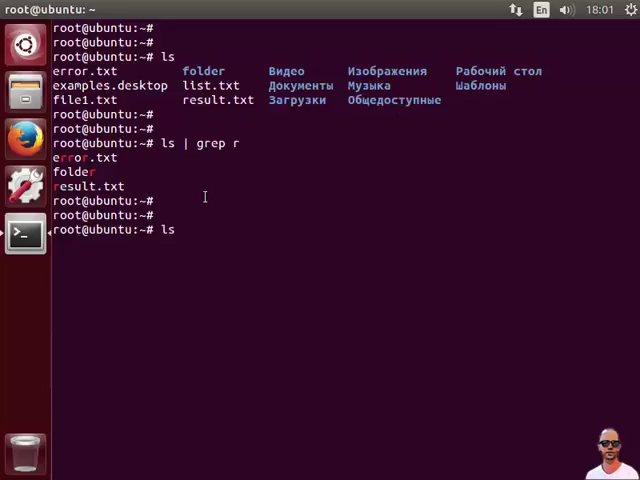 root@ubuntu: ~ En 18:01
root@ubuntu:~#
root@ubuntu:~#
root@ubuntu:~# ls
error.txt folder Видео Изображения Рабочий стол
examples.desktop list.txt Документы Музыка Шаблоны
file1.txt result.txt Загрузки Общедоступные
root@ubuntu:~#
root@ubuntu:~#
root@ubuntu:~# ls | grep r
error.txt
folder
result.txt
root@ubuntu:~#
root@ubuntu:~#
root@ubuntu:~# ls